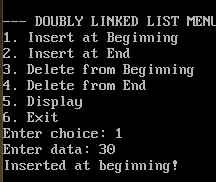 --- DOUBLY LINKED LIST MENU
1. Insert at Beginning
2. Insert at End
3. Delete from Beginning
4. Delete from End
5. Display
6. Exit
Enter choice: 1
Enter data: 30
Inserted at beginning!